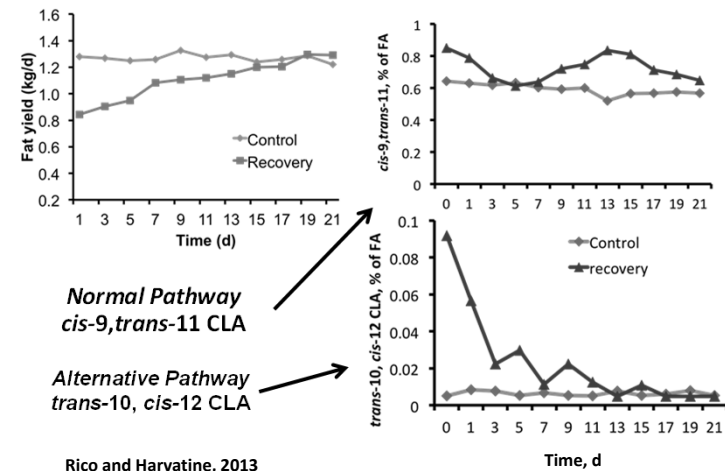 1.6
1.4
1.2
1.0
0.8
0.6
0.4
0.2
Fat yield (kg/d)
Control
Recovery
1 3 5 7 9 11 13 15 17 19 21
Time (d)
1
0.8
0.6
0.4
0.2
0
cis-9,trans-11, % of FA
0 1 3 5 7 9 11 13 15 17 19 21
Normal Pathway
cis-9,trans-11 CLA
Alternative Pathway
trans-10, cis-12 CLA
0.1
0.08
0.06
0.04
0.02
0
trans-10, cis-12 CLA, % of FA
Control
recovery
0 1 3 5 7 9 11 13 15 17 19 21
Time, d
Rico and Harvatine, 2013